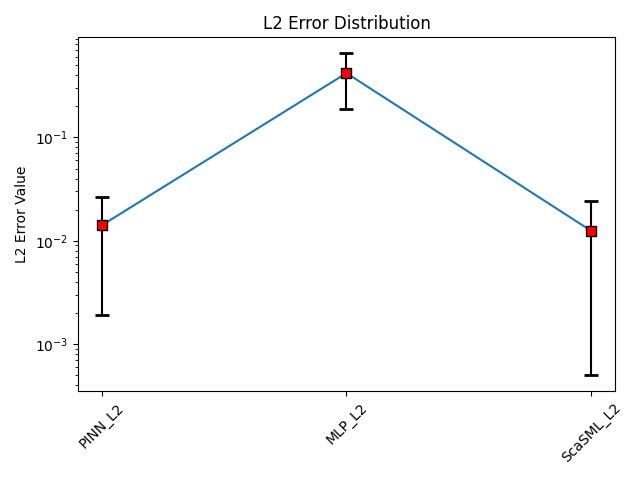 L2 Error Distribution
L2 Error Value
10⁻¹
10⁻²
10⁻³
PINN_L2
MLP_L2
ScaSML_L2